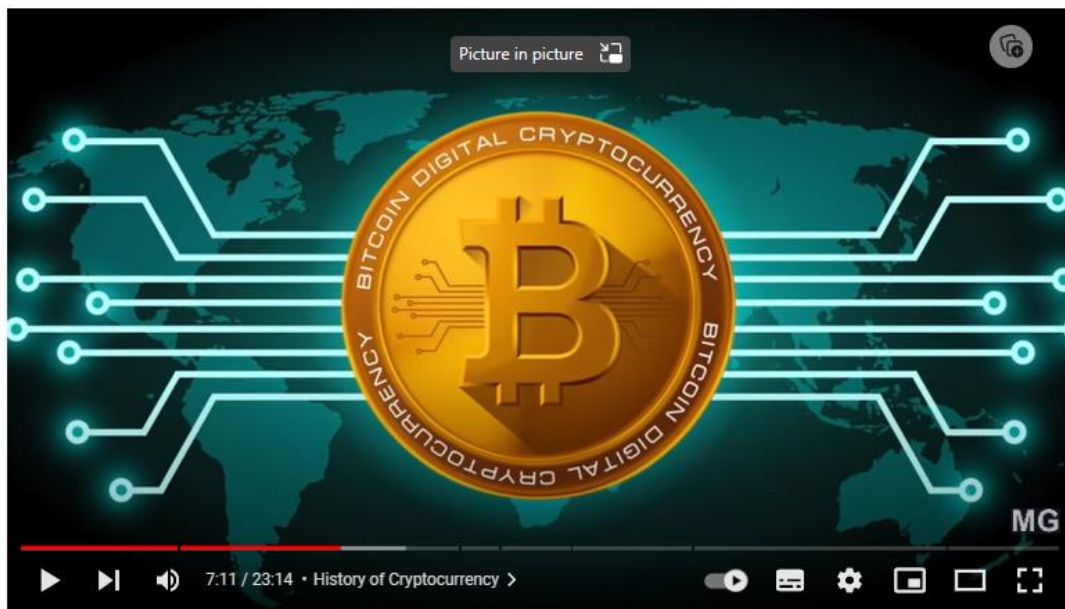 Picture in picture
BITCOIN DIGITAL CRYPTOCURRENCY
BITCOIN DIGITAL CRYPTOCURRENCY
MG
7:11 / 23:14 • History of Cryptocurrency >